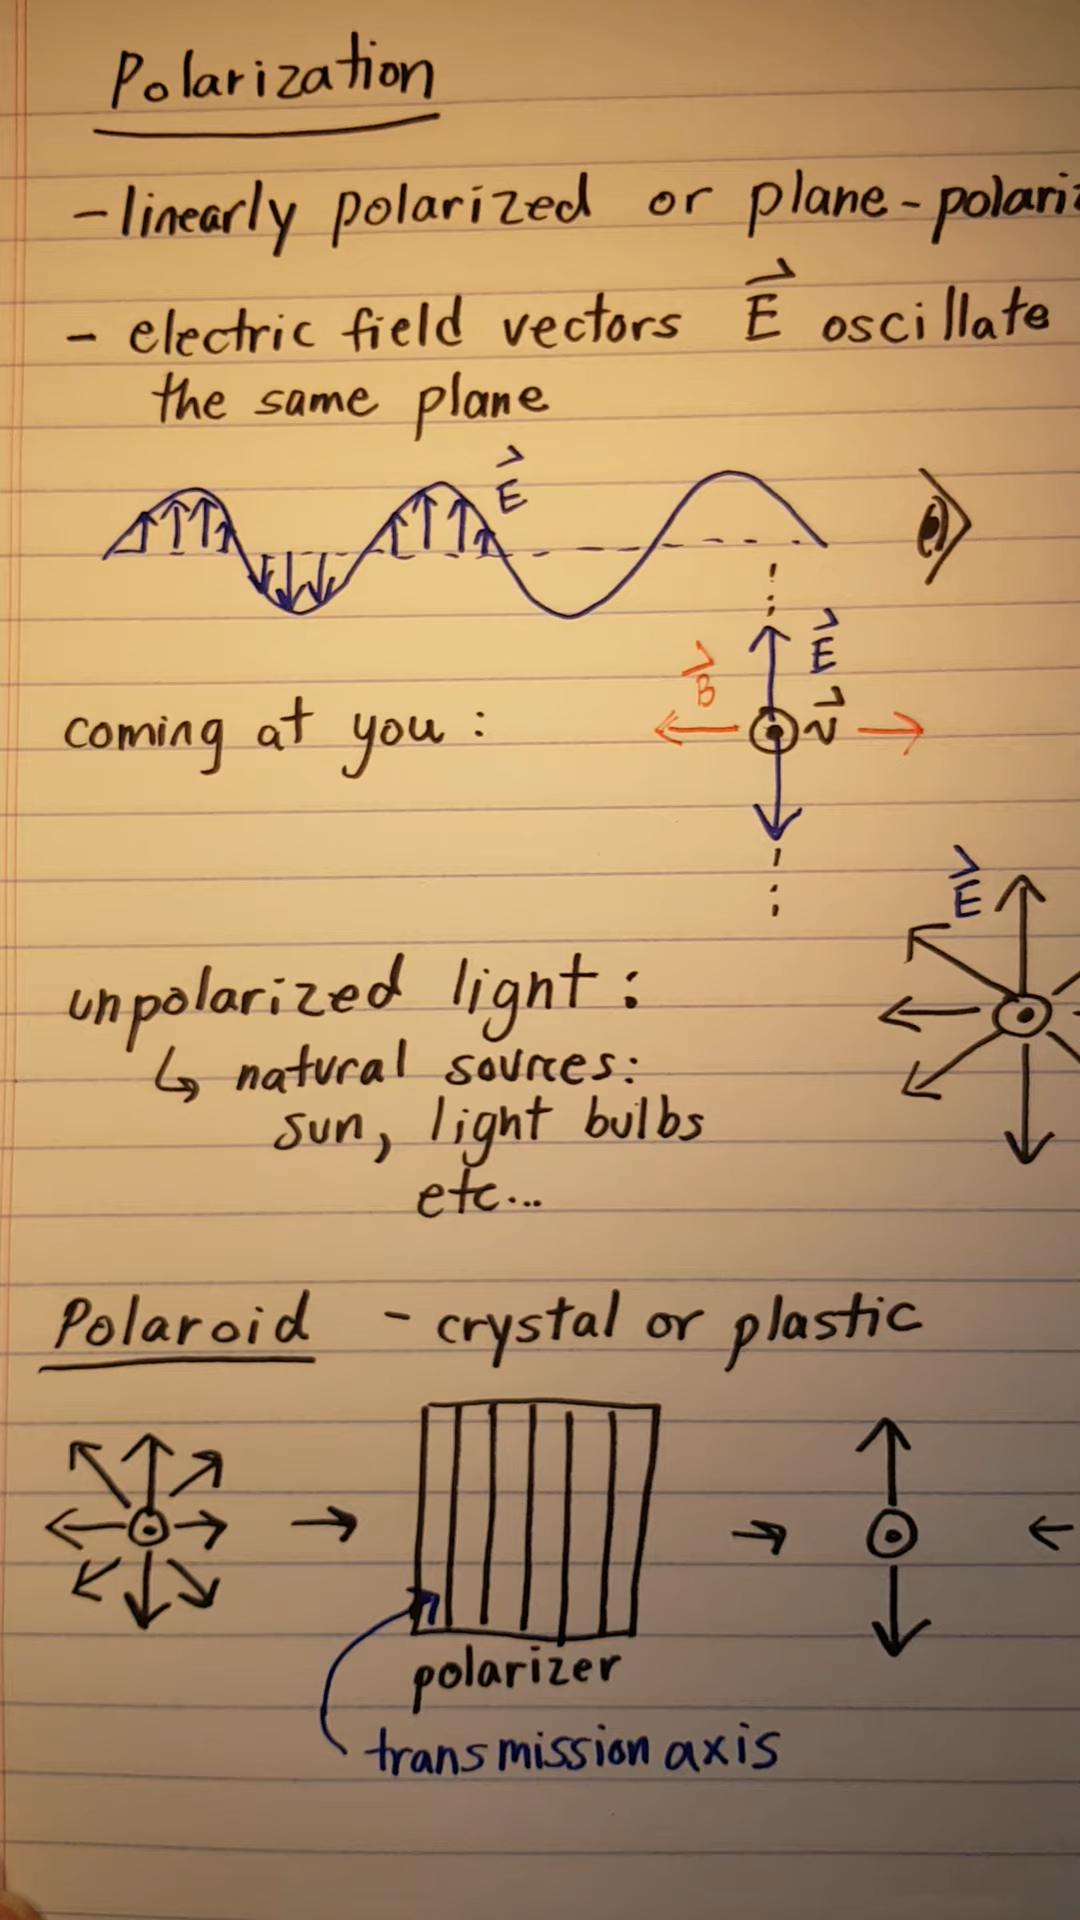 Polarization
- linearly polarized or plane-polari
- electric field vectors E oscillate
the same plane
E
E
B
v
coming at you:
E
unpolarized light:
↳ natural sources:
sun, light bulbs
etc...
Polaroid - crystal or plastic
polarizer
transmission axis